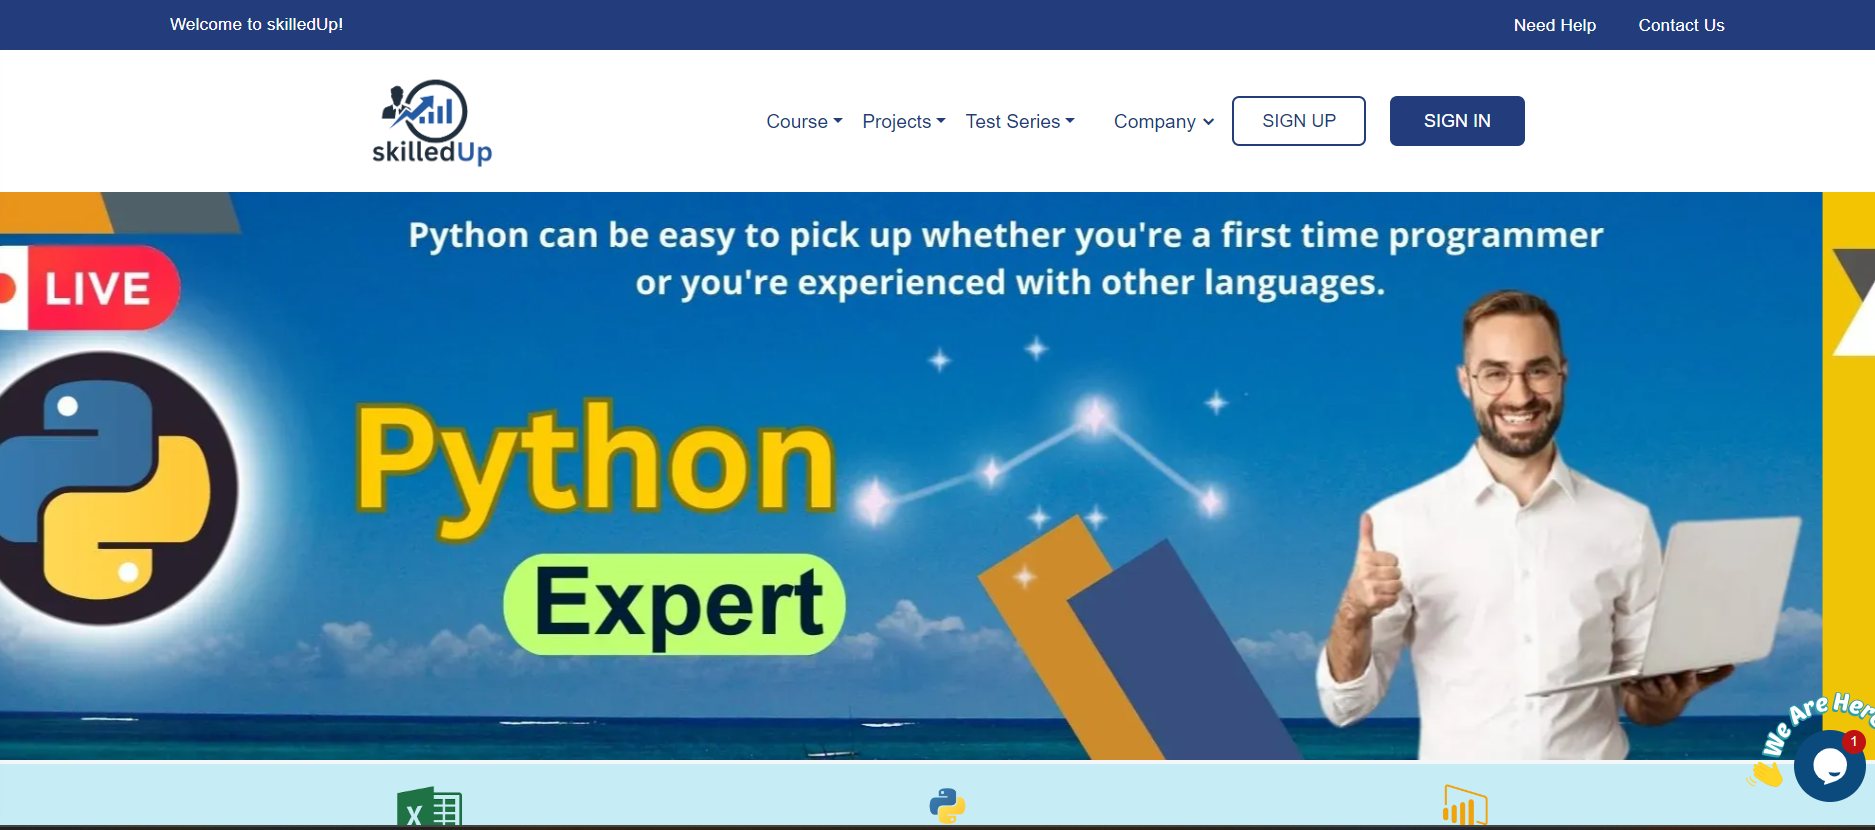 Welcome to skilledUp!
Need Help
Contact Us
skilledUp
Course
Projects
Test Series
Company
SIGN UP
SIGN IN
Python can be easy to pick up whether you're a first time programmer
or you're experienced with other languages.
LIVE
Python
Expert
We Are Here
1
X